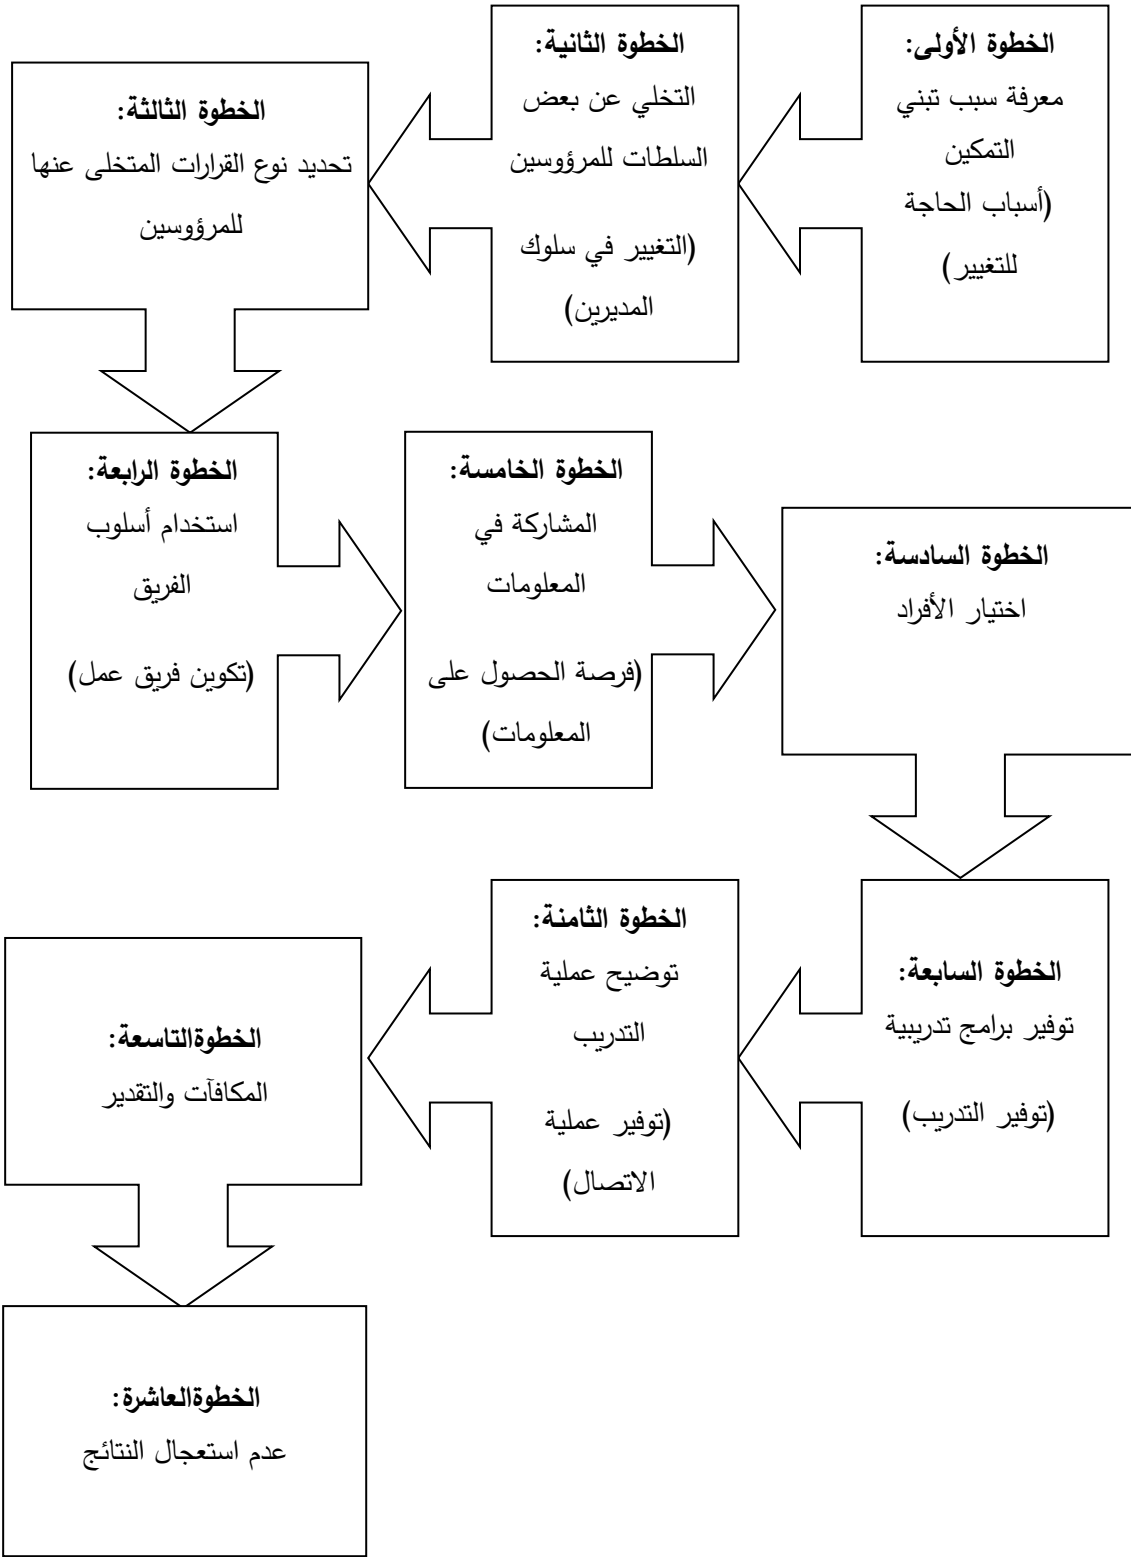 الخطوة الأولى:
معرفة سبب تبني
التمكين
(أسباب الحاجة
للتغيير)
الخطوة الثانية:
التخلي عن بعض
السلطات للمرؤوسين
(التغيير في سلوك
المديرين)
الخطوة الثالثة:
تحديد نوع القرارات المتخلى عنها
للمرؤوسين
الخطوة الرابعة:
استخدام أسلوب
الفريق
(تكوين فريق عمل)
الخطوة الخامسة:
المشاركة في
المعلومات
(فرصة الحصول على
المعلومات)
الخطوة السادسة:
اختيار الأفراد
الخطوة السابعة:
توفير برامج تدريبية
(توفير التدريب)
الخطوة الثامنة:
توضيح عملية
التدريب
(توفير عملية
الاتصال)
الخطوةالتاسعة:
المكافآت والتقدير
الخطوةالعاشرة:
عدم استعجال النتائج